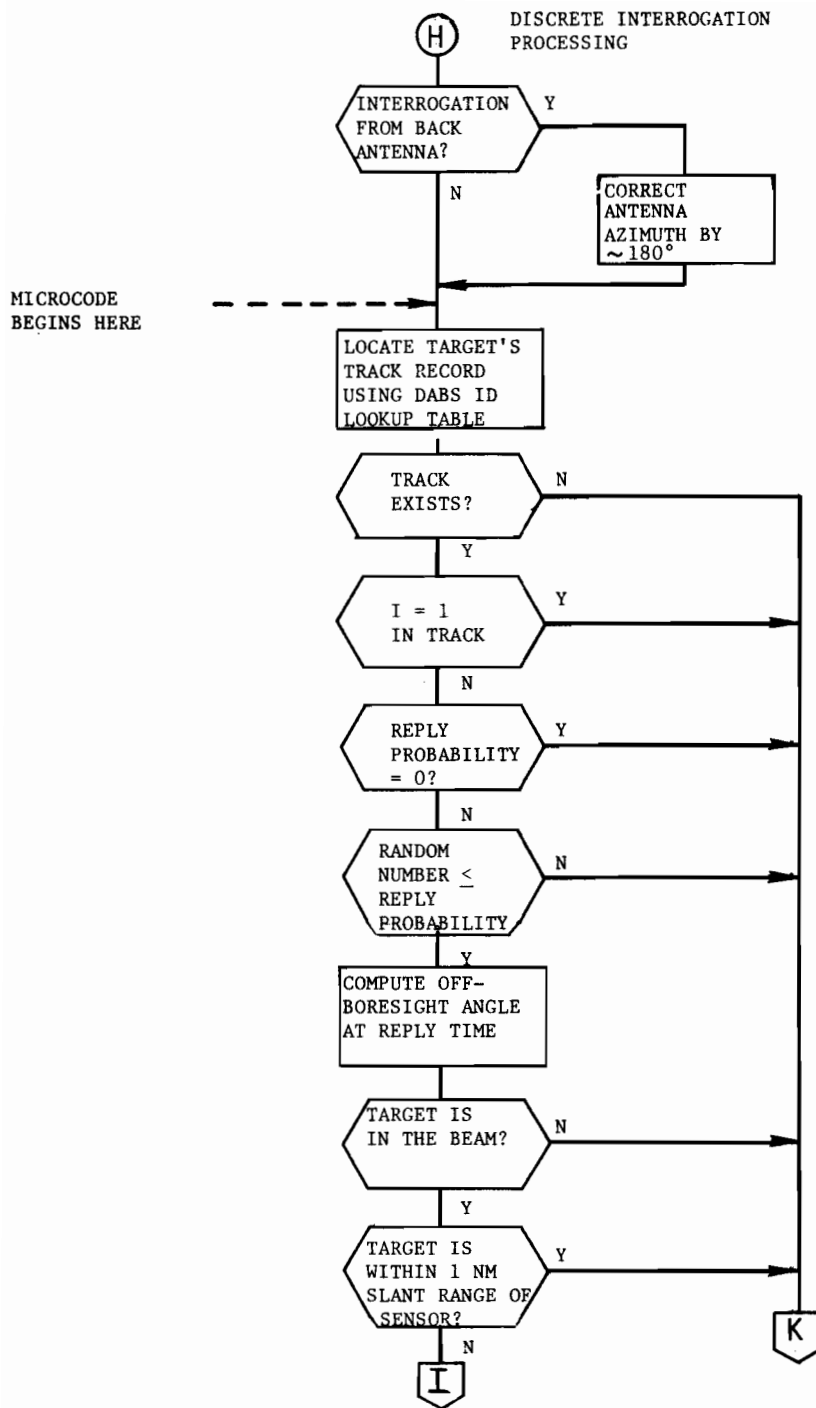 H
DISCRETE INTERROGATION
PROCESSING
INTERROGATION
FROM BACK
ANTENNA?
Y
N
CORRECT
ANTENNA
AZIMUTH BY
~180°
MICROCODE
BEGINS HERE
LOCATE TARGET'S
TRACK RECORD
USING DABS ID
LOOKUP TABLE
TRACK
EXISTS?
N
Y
I = 1
IN TRACK
Y
N
REPLY
PROBABILITY
= 0?
Y
N
RANDOM
NUMBER ≤
REPLY
PROBABILITY
N
Y
COMPUTE OFF-
BORESIGHT ANGLE
AT REPLY TIME
TARGET IS
IN THE BEAM?
N
Y
TARGET IS
WITHIN 1 NM
SLANT RANGE OF
SENSOR?
Y
N
K
I